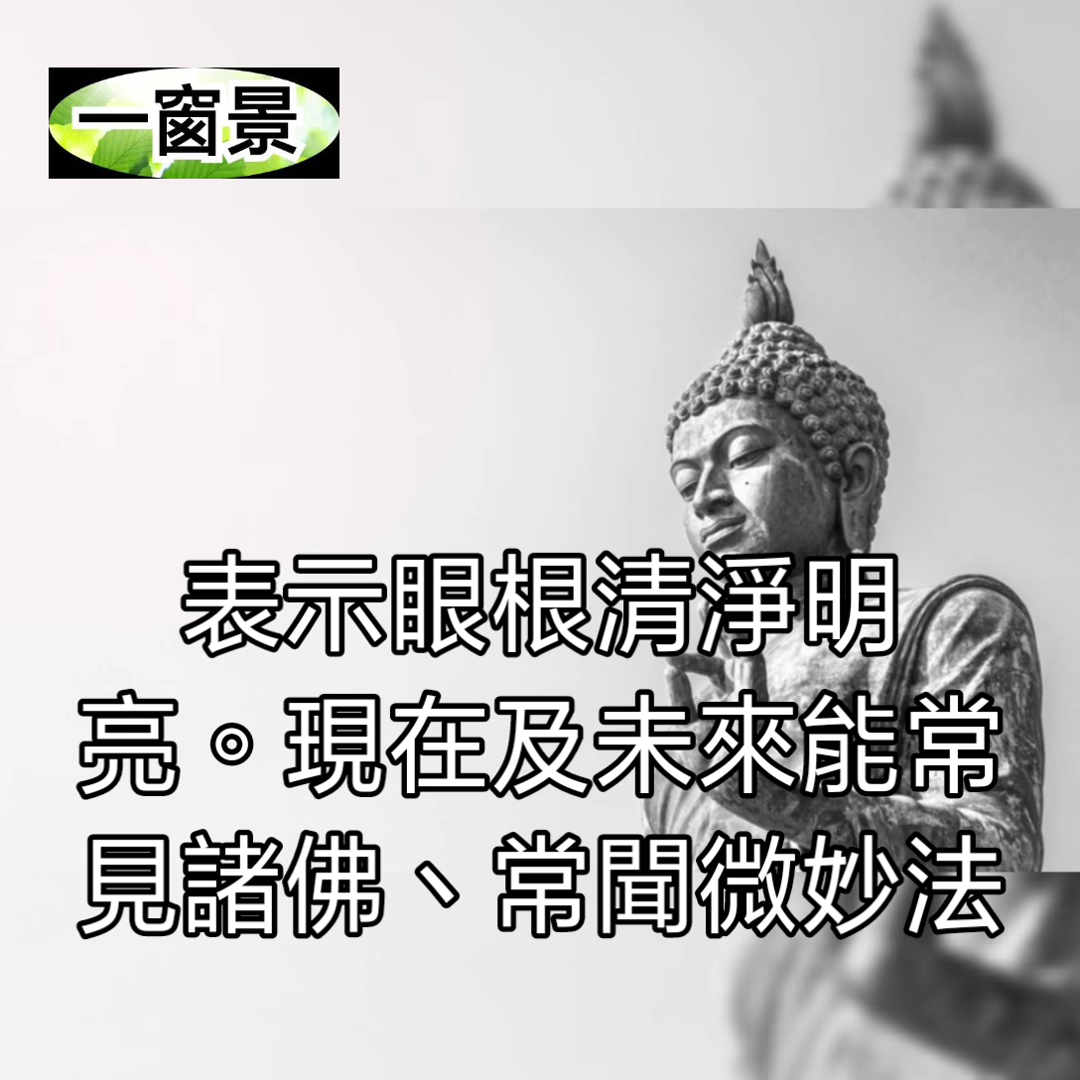 一窗景
表示眼根清淨明
亮。現在及未來能常
見諸佛、常聞微妙法